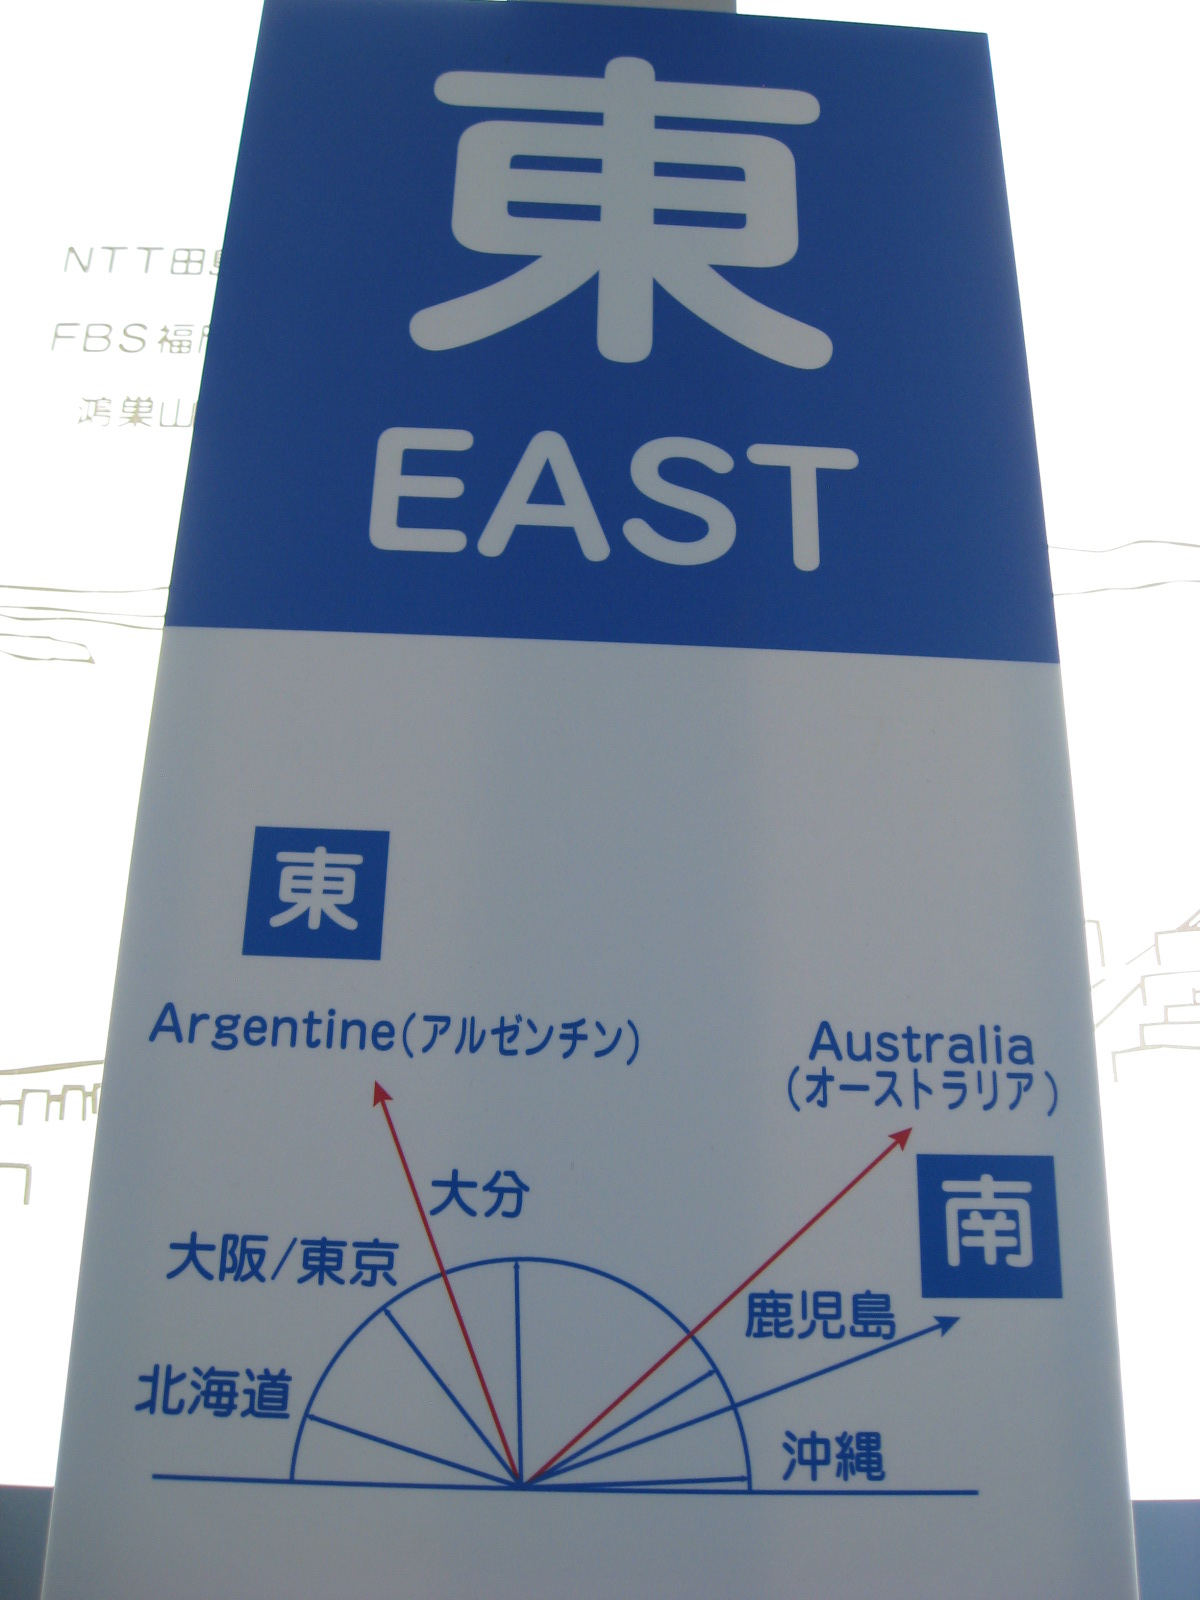 東
EAST
NTT田
FBS福
鴻巣山
東
Argentine(アルゼンチン)
Australia
(オーストラリア)
大分
南
大阪/東京
鹿児島
北海道
沖縄